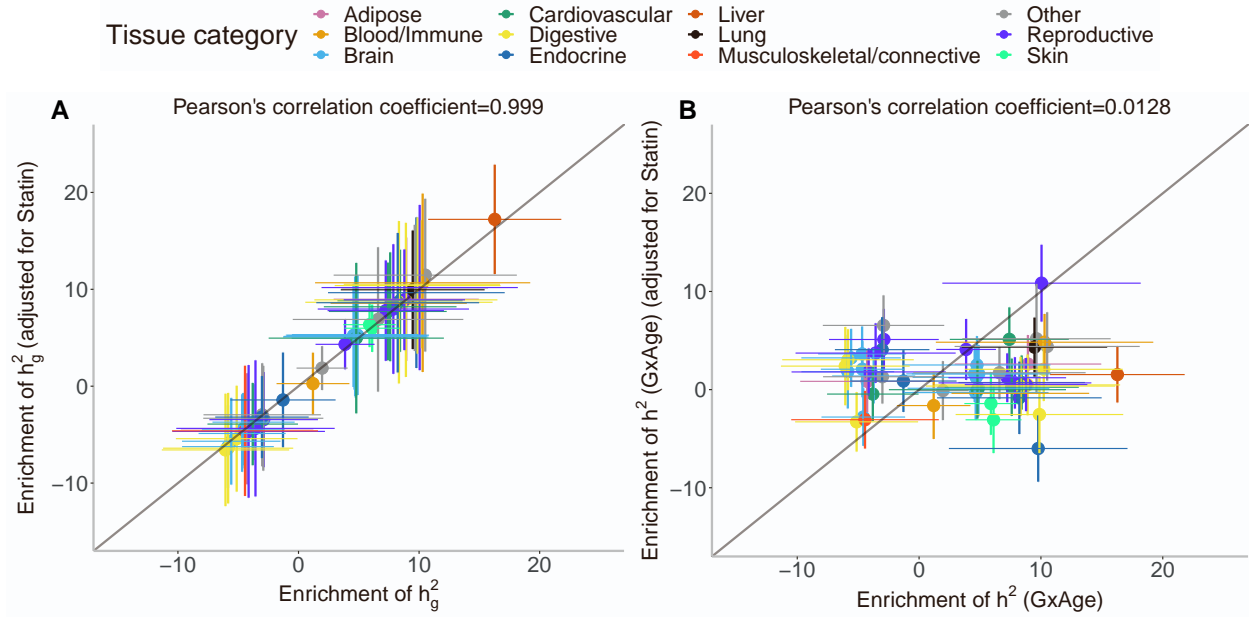 Tissue category
Adipose
Blood/Immune
Brain
Cardiovascular
Digestive
Endocrine
Liver
Lung
Musculoskeletal/connective
Other
Reproductive
Skin
A
Pearson's correlation coefficient=0.999
Enrichment of h²g (adjusted for Statin)
20
10
0
−10
−10
0
10
20
Enrichment of h²g
B
Pearson's correlation coefficient=0.0128
Enrichment of h² (GxAge) (adjusted for Statin)
20
10
0
−10
−10
0
10
20
Enrichment of h² (GxAge)